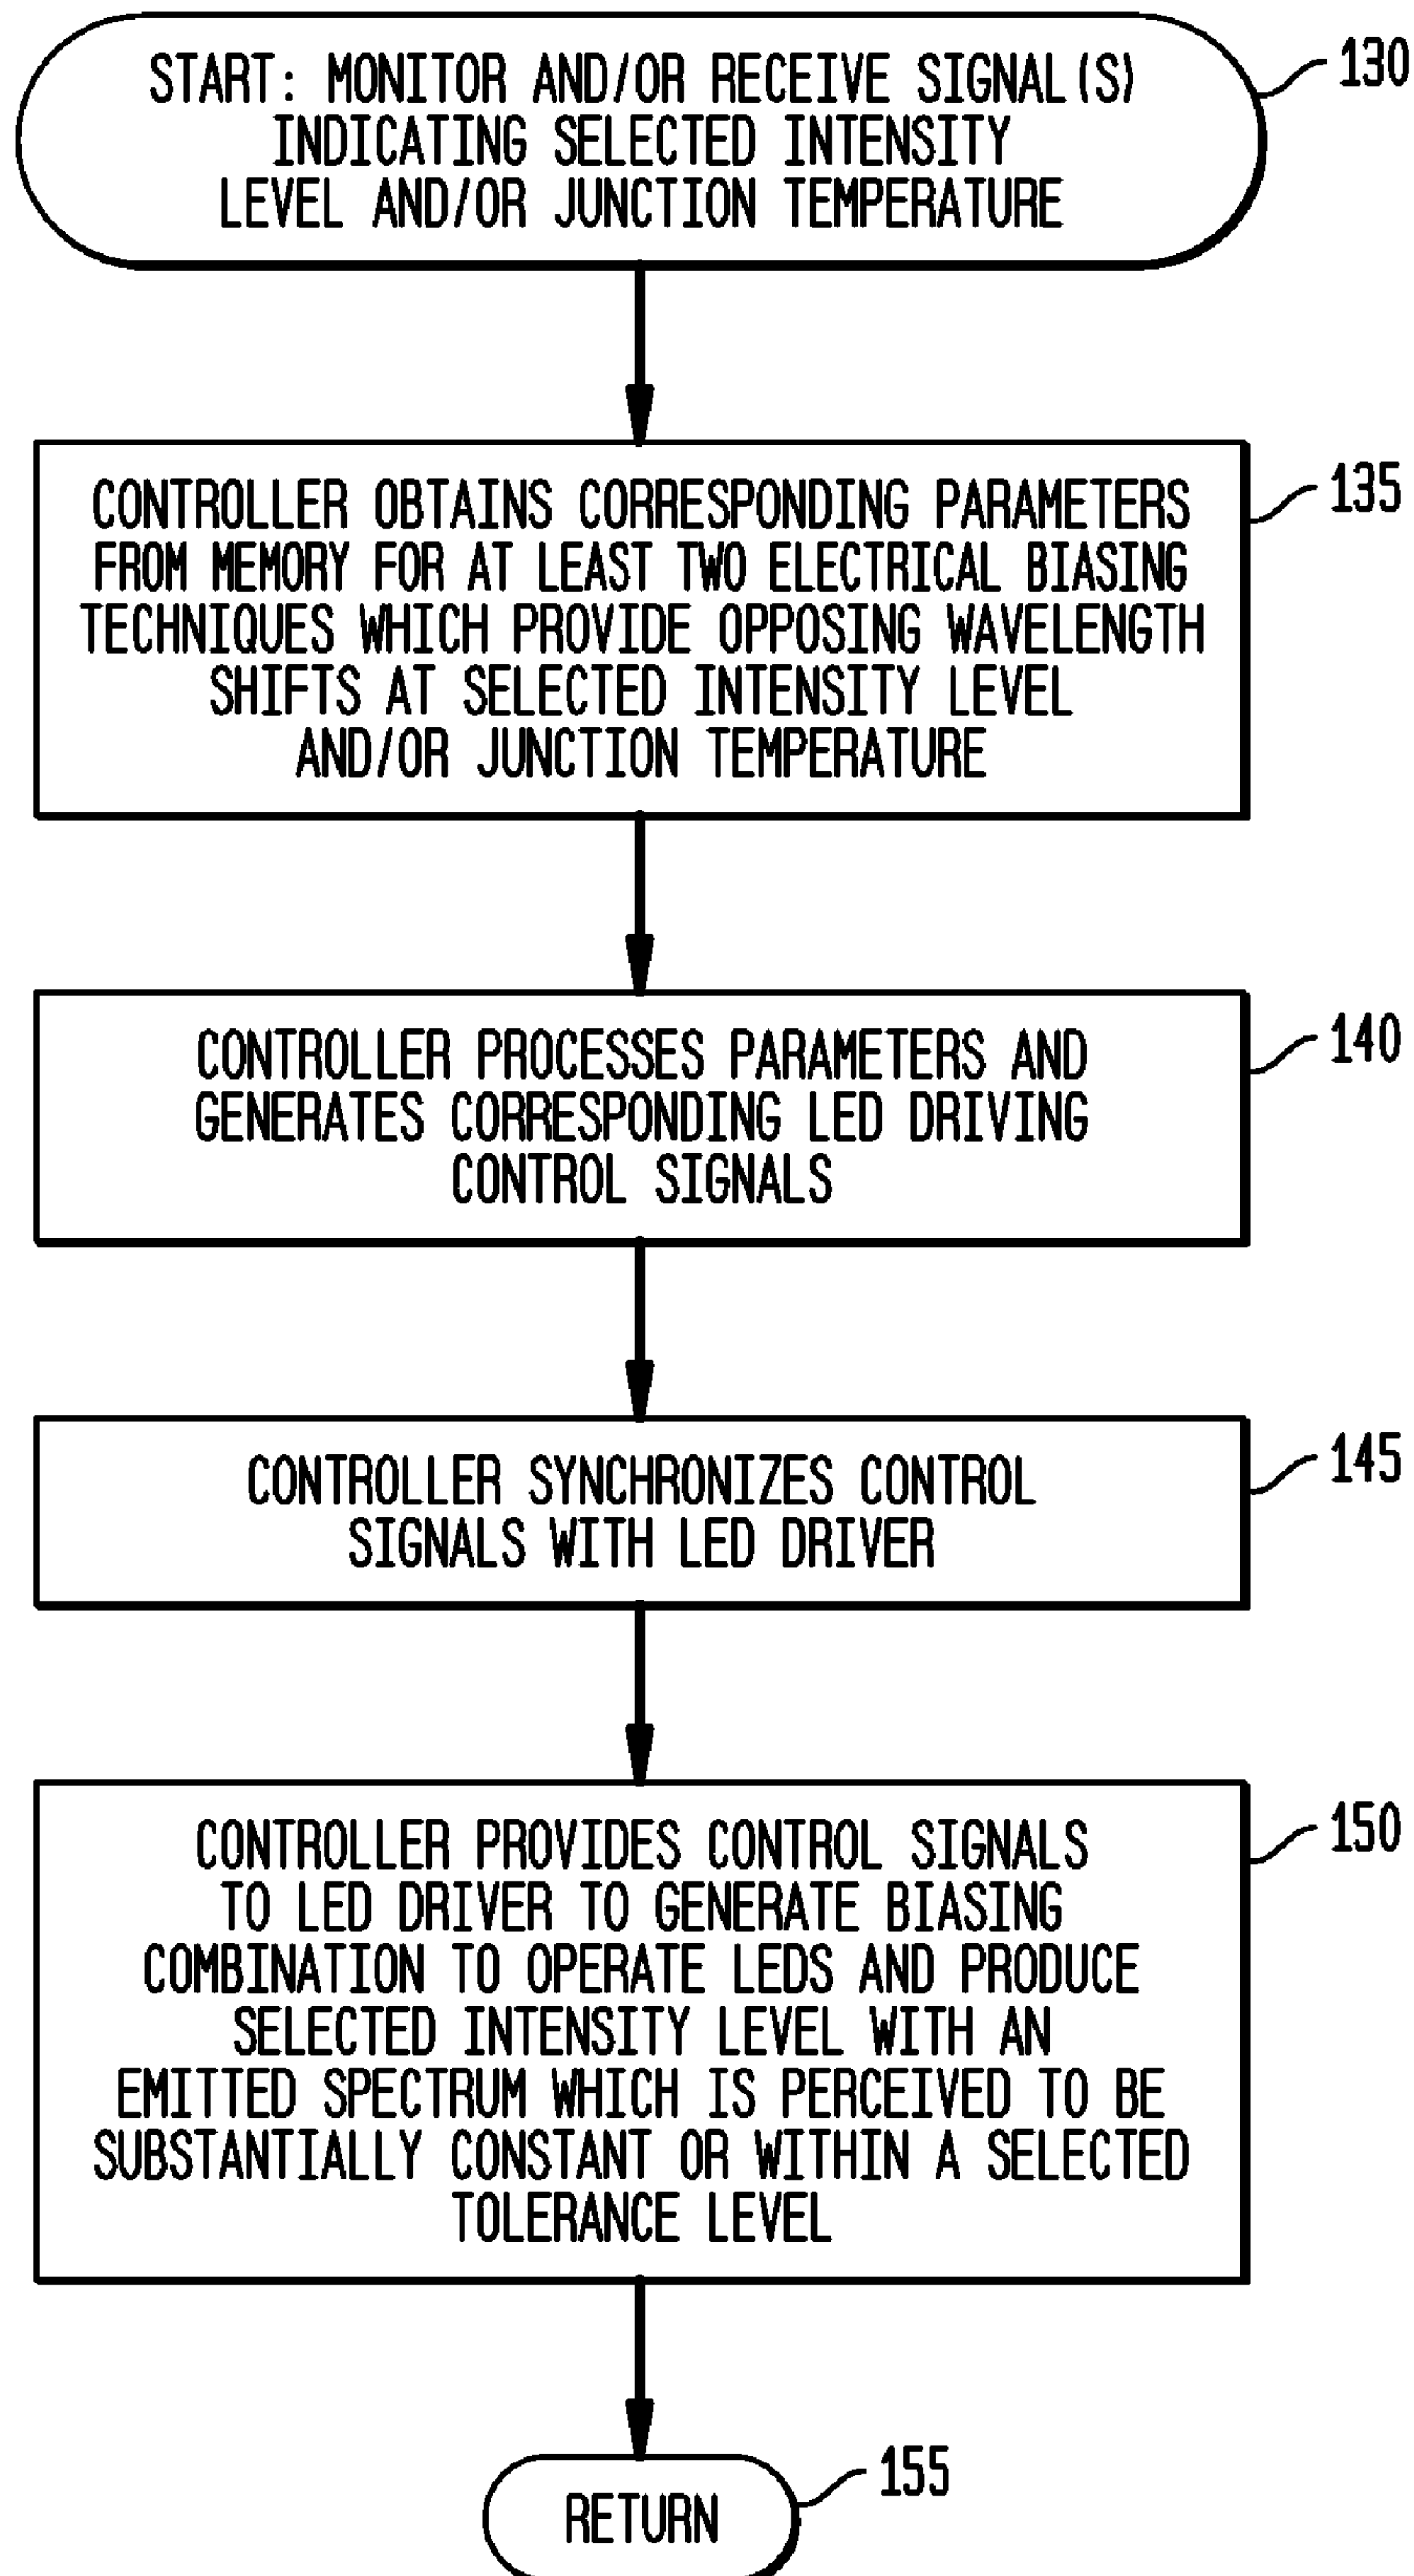 START: MONITOR AND/OR RECEIVE SIGNAL(S)
INDICATING SELECTED INTENSITY
LEVEL AND/OR JUNCTION TEMPERATURE
130
CONTROLLER OBTAINS CORRESPONDING PARAMETERS
FROM MEMORY FOR AT LEAST TWO ELECTRICAL BIASING
TECHNIQUES WHICH PROVIDE OPPOSING WAVELENGTH
SHIFTS AT SELECTED INTENSITY LEVEL
AND/OR JUNCTION TEMPERATURE
135
CONTROLLER PROCESSES PARAMETERS AND
GENERATES CORRESPONDING LED DRIVING
CONTROL SIGNALS
140
CONTROLLER SYNCHRONIZES CONTROL
SIGNALS WITH LED DRIVER
145
CONTROLLER PROVIDES CONTROL SIGNALS
TO LED DRIVER TO GENERATE BIASING
COMBINATION TO OPERATE LEDS AND PRODUCE
SELECTED INTENSITY LEVEL WITH AN
EMITTED SPECTRUM WHICH IS PERCEIVED TO BE
SUBSTANTIALLY CONSTANT OR WITHIN A SELECTED
TOLERANCE LEVEL
150
RETURN
155